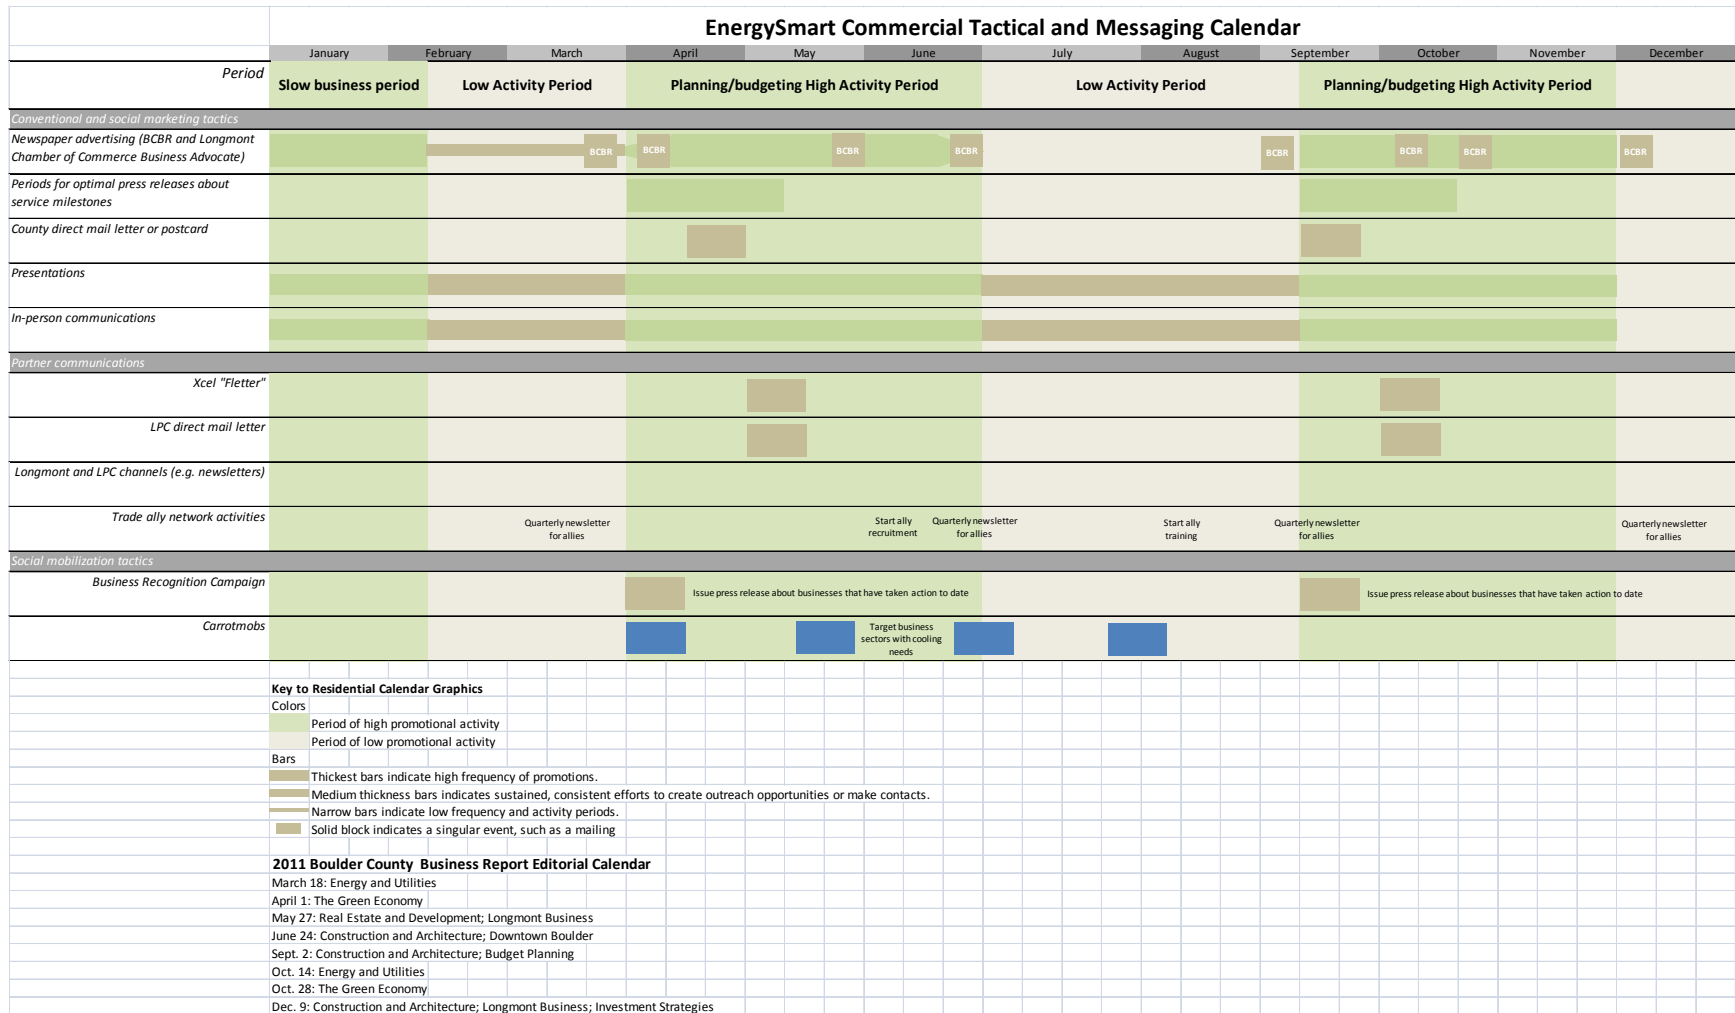 EnergySmart Commercial Tactical and Messaging Calendar
January February March April May June July August September October November December
Period
Slow business period Low Activity Period Planning/budgeting High Activity Period Low Activity Period Planning/budgeting High Activity Period
Conventional and social marketing tactics
Newspaper advertising (BCBR and Longmont
Chamber of Commerce Business Advocate)
BCBR BCBR BCBR BCBR BCBR BCBR BCBR BCBR
Periods for optimal press releases about
service milestones
County direct mail letter or postcard
Presentations
In-person communications
Partner communications
Xcel "Fletter"
LPC direct mail letter
Longmont and LPC channels (e.g. newsletters)
Trade ally network activities
Quarterly newsletter
for allies
Start ally
recruitment
Quarterly newsletter
for allies
Start ally
training
Quarterly newsletter
for allies
Quarterly newsletter
for allies
Social mobilization tactics
Business Recognition Campaign
Issue press release about businesses that have taken action to date
Issue press release about businesses that have taken action to date
Carrotmobs
Target business
sectors with cooling
needs
Key to Residential Calendar Graphics
Colors
Period of high promotional activity
Period of low promotional activity
Bars
Thickest bars indicate high frequency of promotions.
Medium thickness bars indicates sustained, consistent efforts to create outreach opportunities or make contacts.
Narrow bars indicate low frequency and activity periods.
Solid block indicates a singular event, such as a mailing
2011 Boulder County Business Report Editorial Calendar
March 18: Energy and Utilities
April 1: The Green Economy
May 27: Real Estate and Development; Longmont Business
June 24: Construction and Architecture; Downtown Boulder
Sept. 2: Construction and Architecture; Budget Planning
Oct. 14: Energy and Utilities
Oct. 28: The Green Economy
Dec. 9: Construction and Architecture; Longmont Business; Investment Strategies